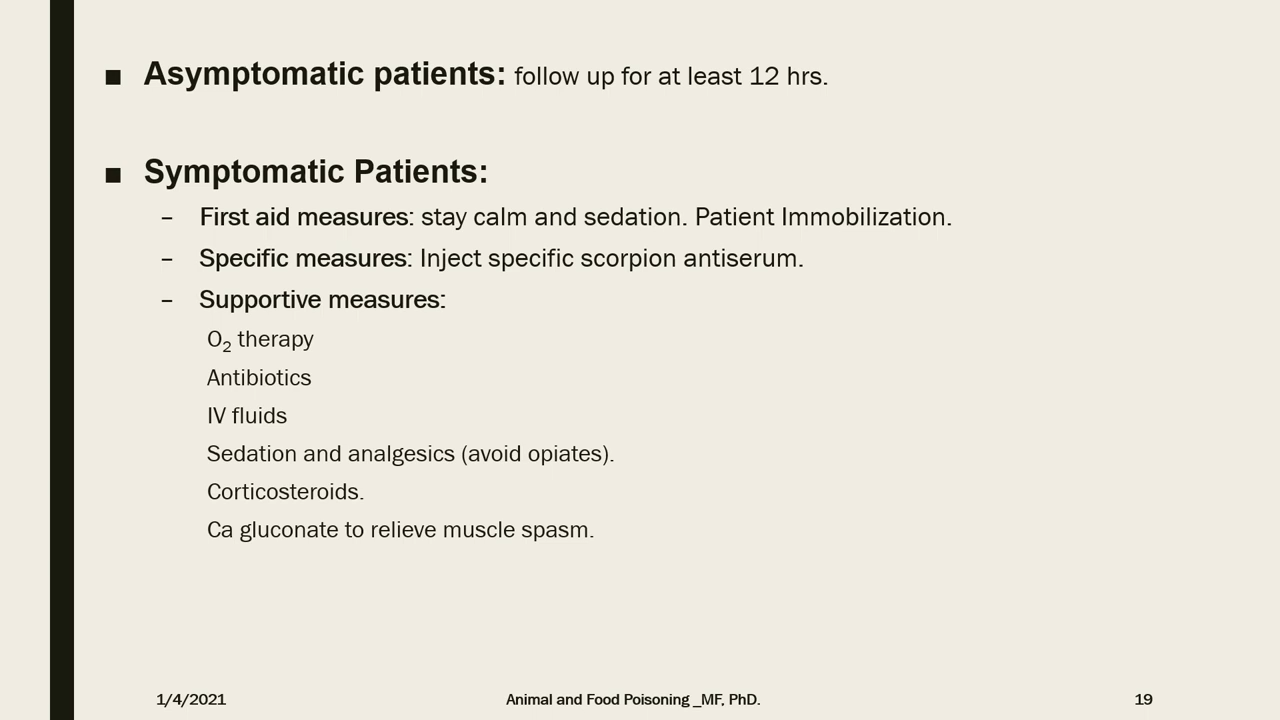 ■ Asymptomatic patients: follow up for at least 12 hrs.
■ Symptomatic Patients:
– First aid measures: stay calm and sedation. Patient Immobilization.
– Specific measures: Inject specific scorpion antiserum.
– Supportive measures:
O₂ therapy
Antibiotics
IV fluids
Sedation and analgesics (avoid opiates).
Corticosteroids.
Ca gluconate to relieve muscle spasm.
1/4/2021 Animal and Food Poisoning _MF, PhD. 19